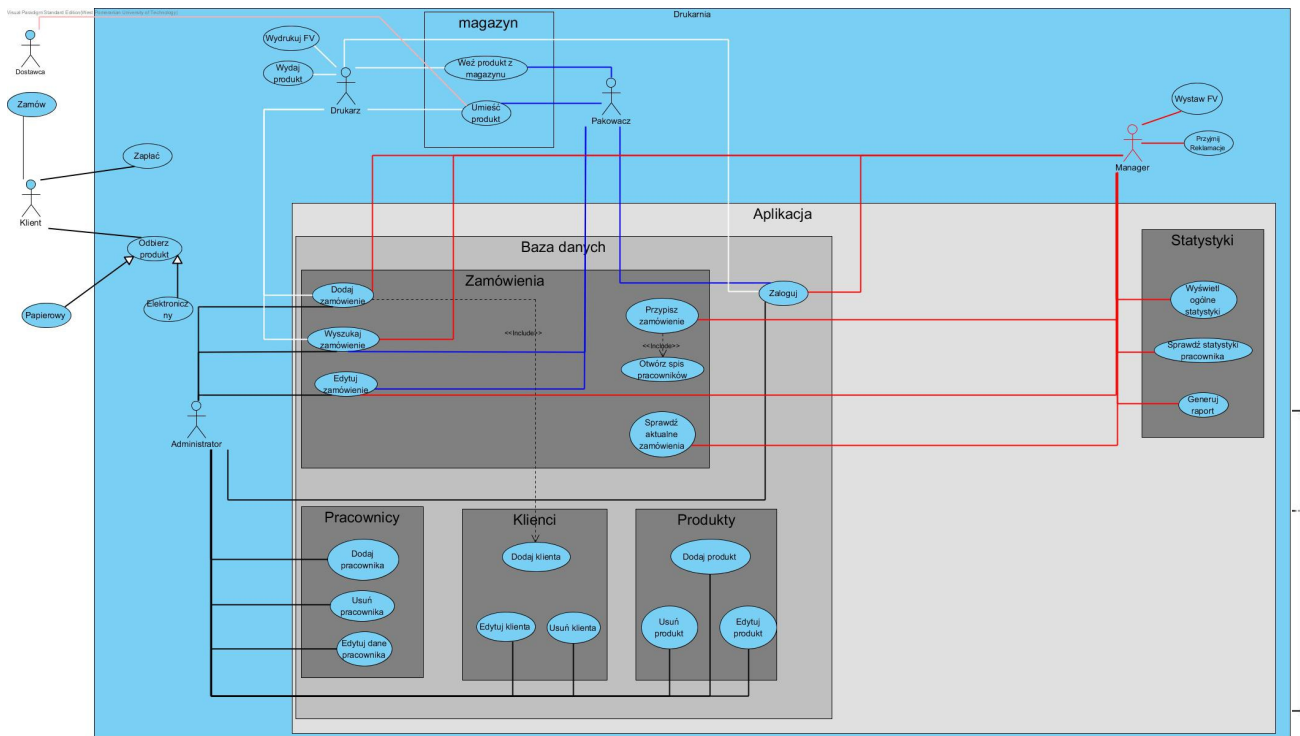 Drukarnia
magazyn
Dostawca
Wydrukuj FV
Wydaj
produkt
Drukarz
Weź produkt z
magazynu
Umieść
produkt
Pakowacz
Wystaw FV
Przyjmij
Reklamacje
Manager
Zamów
Zapłać
Klient
Odbierz
produkt
Papierowy
Elektronicz
ny
Aplikacja
Baza danych
Statystyki
Zamówienia
Dodaj
zamówienie
Wyszukaj
zamówienie
Edytuj
zamówienie
<<Include>>
Przypisz
zamówienie
<<Include>>
Otwórz spis
pracowników
Sprawdź
aktualne
zamówienia
Zaloguj
Wyświetl
ogólne
statystyki
Sprawdź statystyki
pracownika
Generuj
raport
Administrator
Pracownicy
Dodaj
pracownika
Usuń
pracownika
Edytuj dane
pracownika
Klienci
Dodaj klienta
Edytuj klienta
Usuń klienta
Produkty
Dodaj produkt
Usuń
produkt
Edytuj
produkt